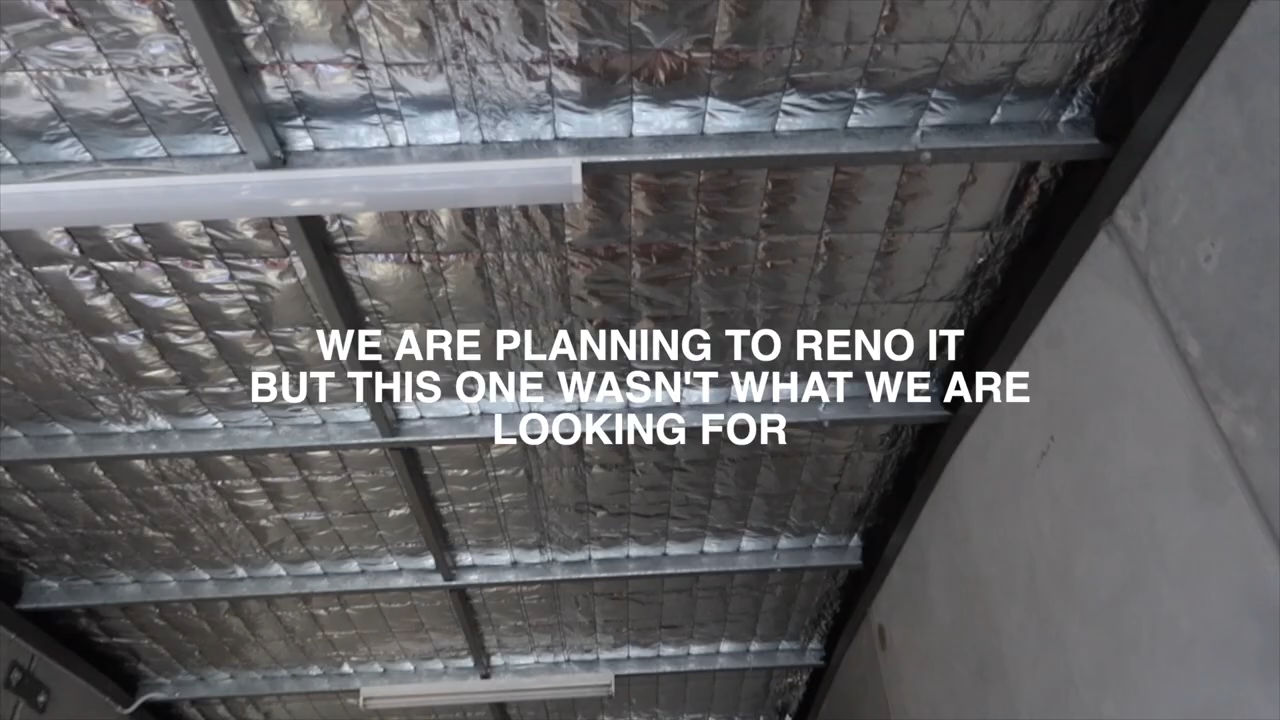 WE ARE PLANNING TO RENO IT
BUT THIS ONE WASN'T WHAT WE ARE
LOOKING FOR